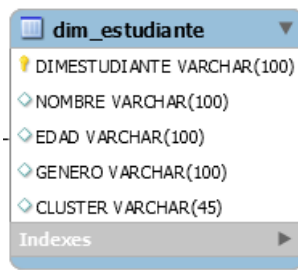 dim_estudiante
DIMESTUDIANTE VARCHAR(100)
NOMBRE VARCHAR(100)
EDAD VARCHAR(100)
GENERO VARCHAR(100)
CLUSTER VARCHAR(45)
Indexes